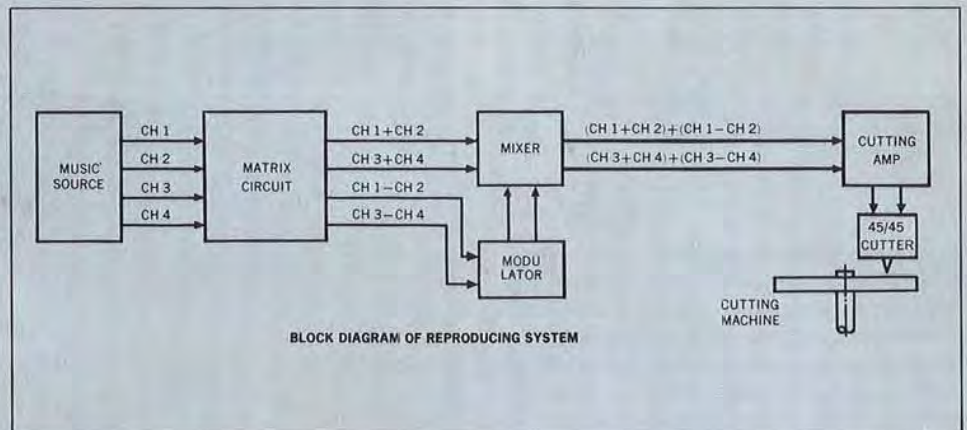 MUSIC
SOURCE
CH 1
CH 2
CH 3
CH 4
MATRIX
CIRCUIT
CH 1+CH 2
CH 3+CH 4
CH 1−CH 2
CH 3−CH 4
MIXER
MODU
LATOR
(CH 1+CH 2)+(CH 1−CH 2)
(CH 3+CH 4)+(CH 3−CH 4)
CUTTING
AMP
45/45
CUTTER
CUTTING
MACHINE
BLOCK DIAGRAM OF REPRODUCING SYSTEM